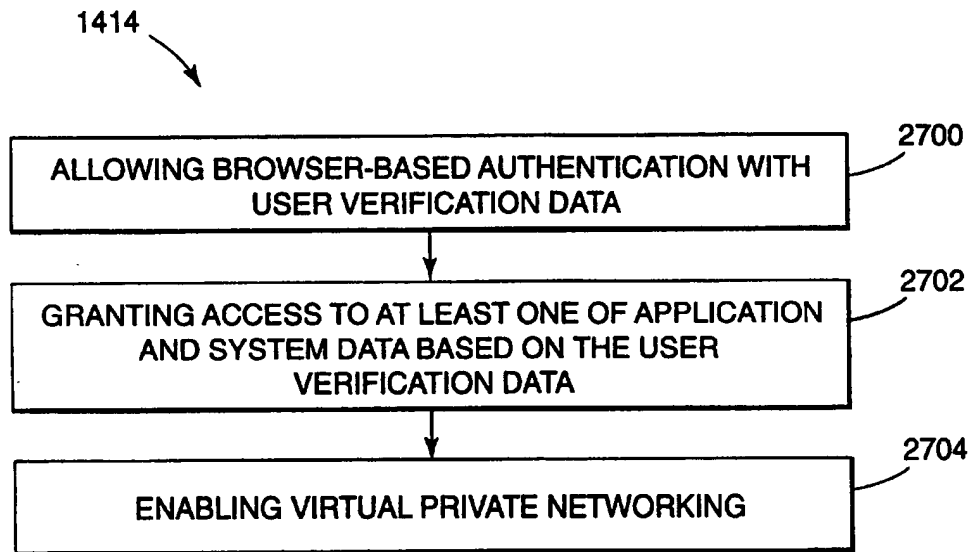 1414
2700
ALLOWING BROWSER-BASED AUTHENTICATION WITH
USER VERIFICATION DATA
2702
GRANTING ACCESS TO AT LEAST ONE OF APPLICATION
AND SYSTEM DATA BASED ON THE USER
VERIFICATION DATA
2704
ENABLING VIRTUAL PRIVATE NETWORKING